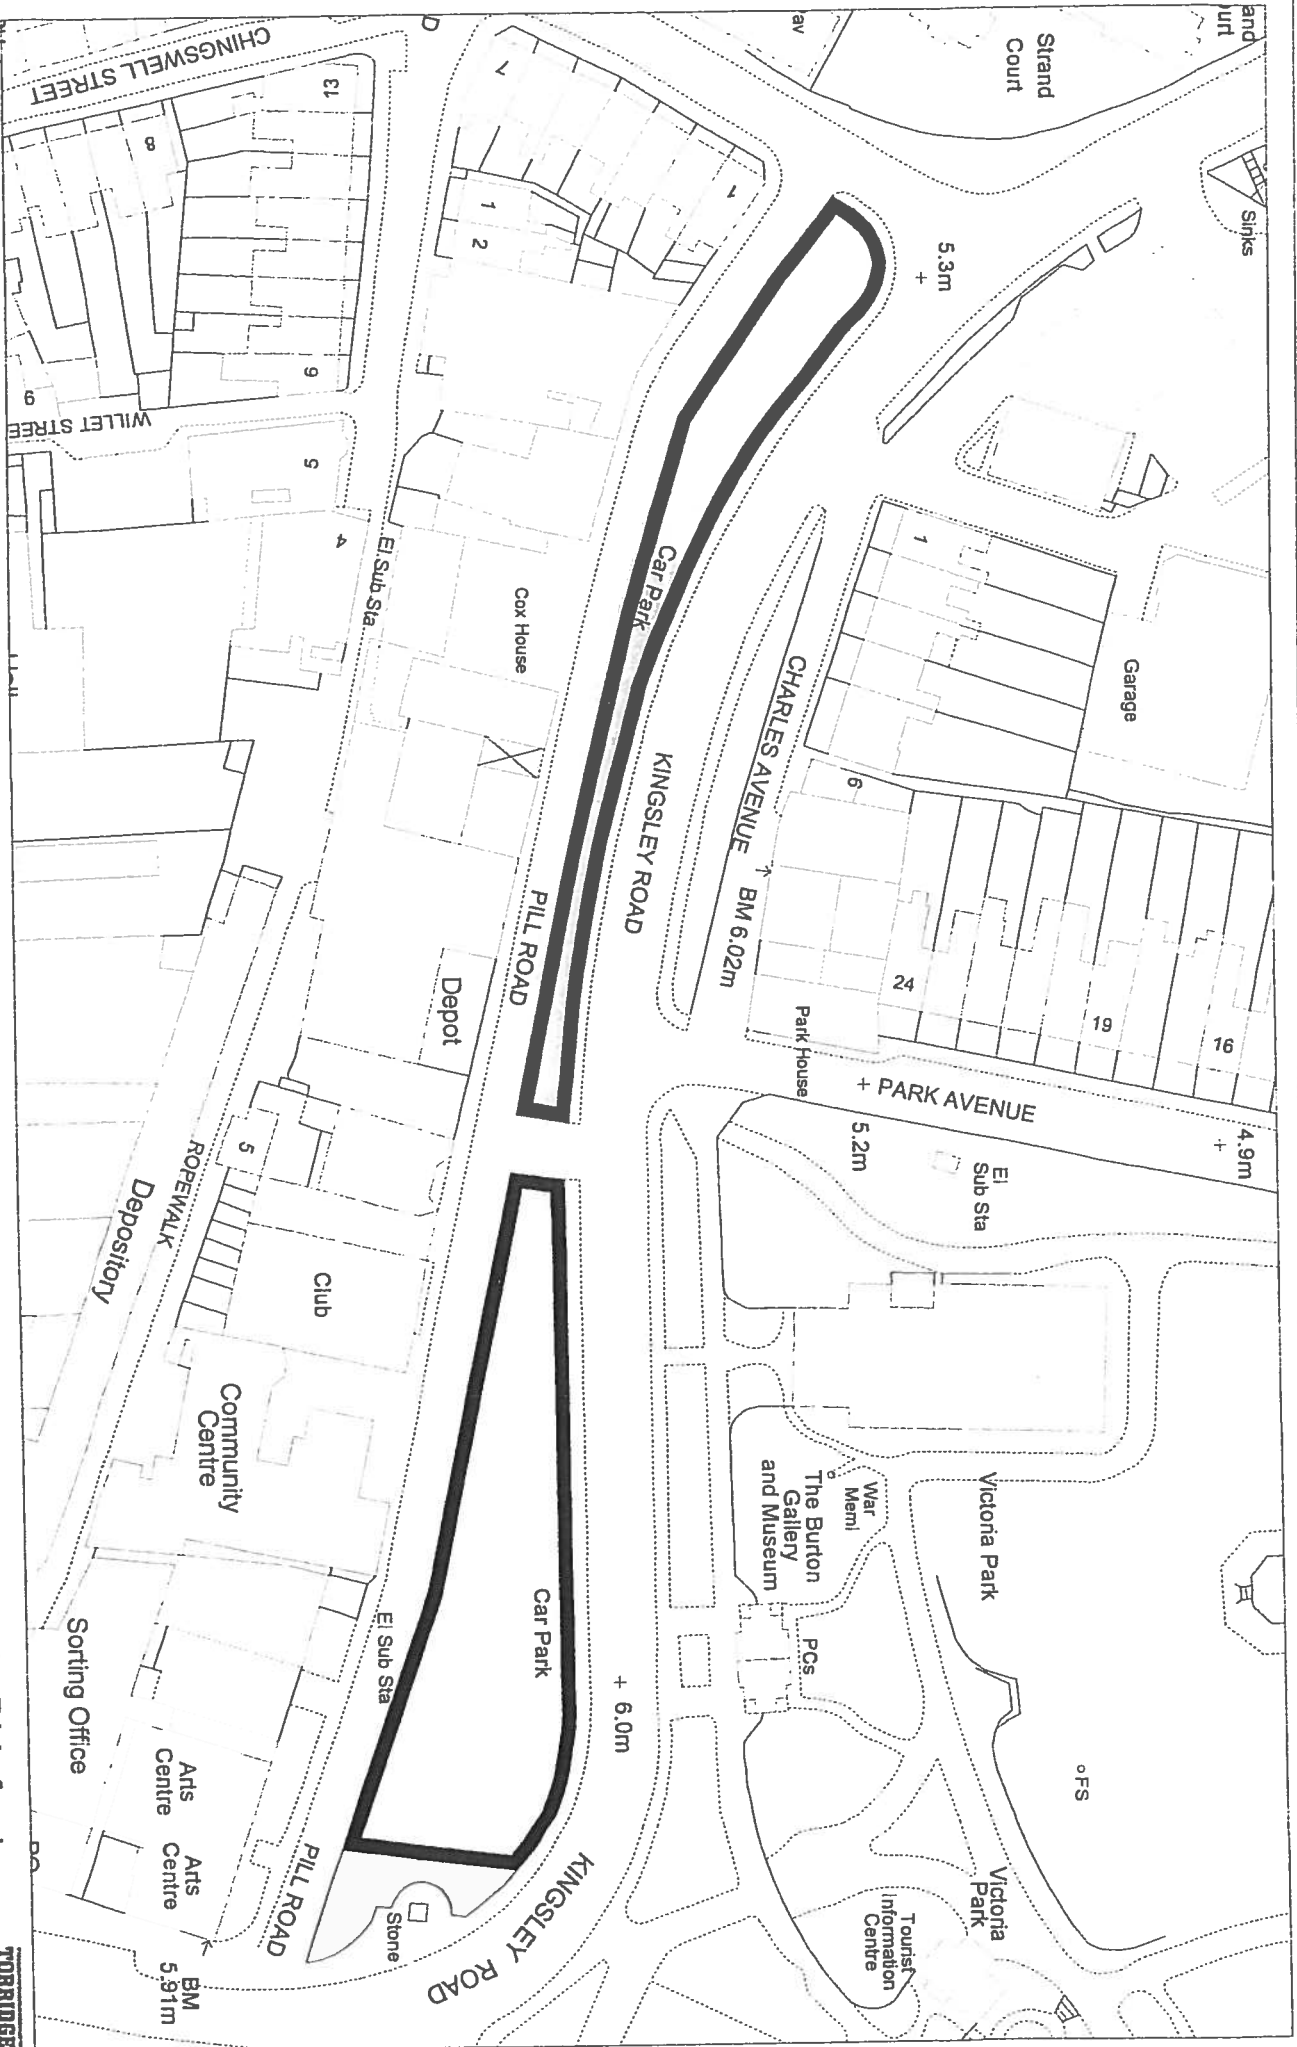 CHINGSWELL STREET
13
8
7
1
1
2
av
Strand
Court
and
urt
Sinks
5.3m
+
9
WILLET STREE
6
5
4
El Sub Sta
Cox House
Car Park
CHARLES AVENUE
BM 6.02m
KINGSLEY ROAD
PILL ROAD
Depot
1
Garage
6
24
19
16
Park House
+ PARK AVENUE
5.2m
4.9m
+
El
Sub Sta
ROPEWALK
Depository
5
Club
Community
Centre
Sorting Office
Arts
Centre
Arts
Centre
BM
5.91m
PILL ROAD
El Sub Sta
Car Park
+ 6.0m
Stone
KINGSLEY ROAD
The Burton
Gallery
and Museum
War
Meml
PCs
Victoria Park
FS
Victoria
Park
Tourist
Information
Centre
TORRIDGE